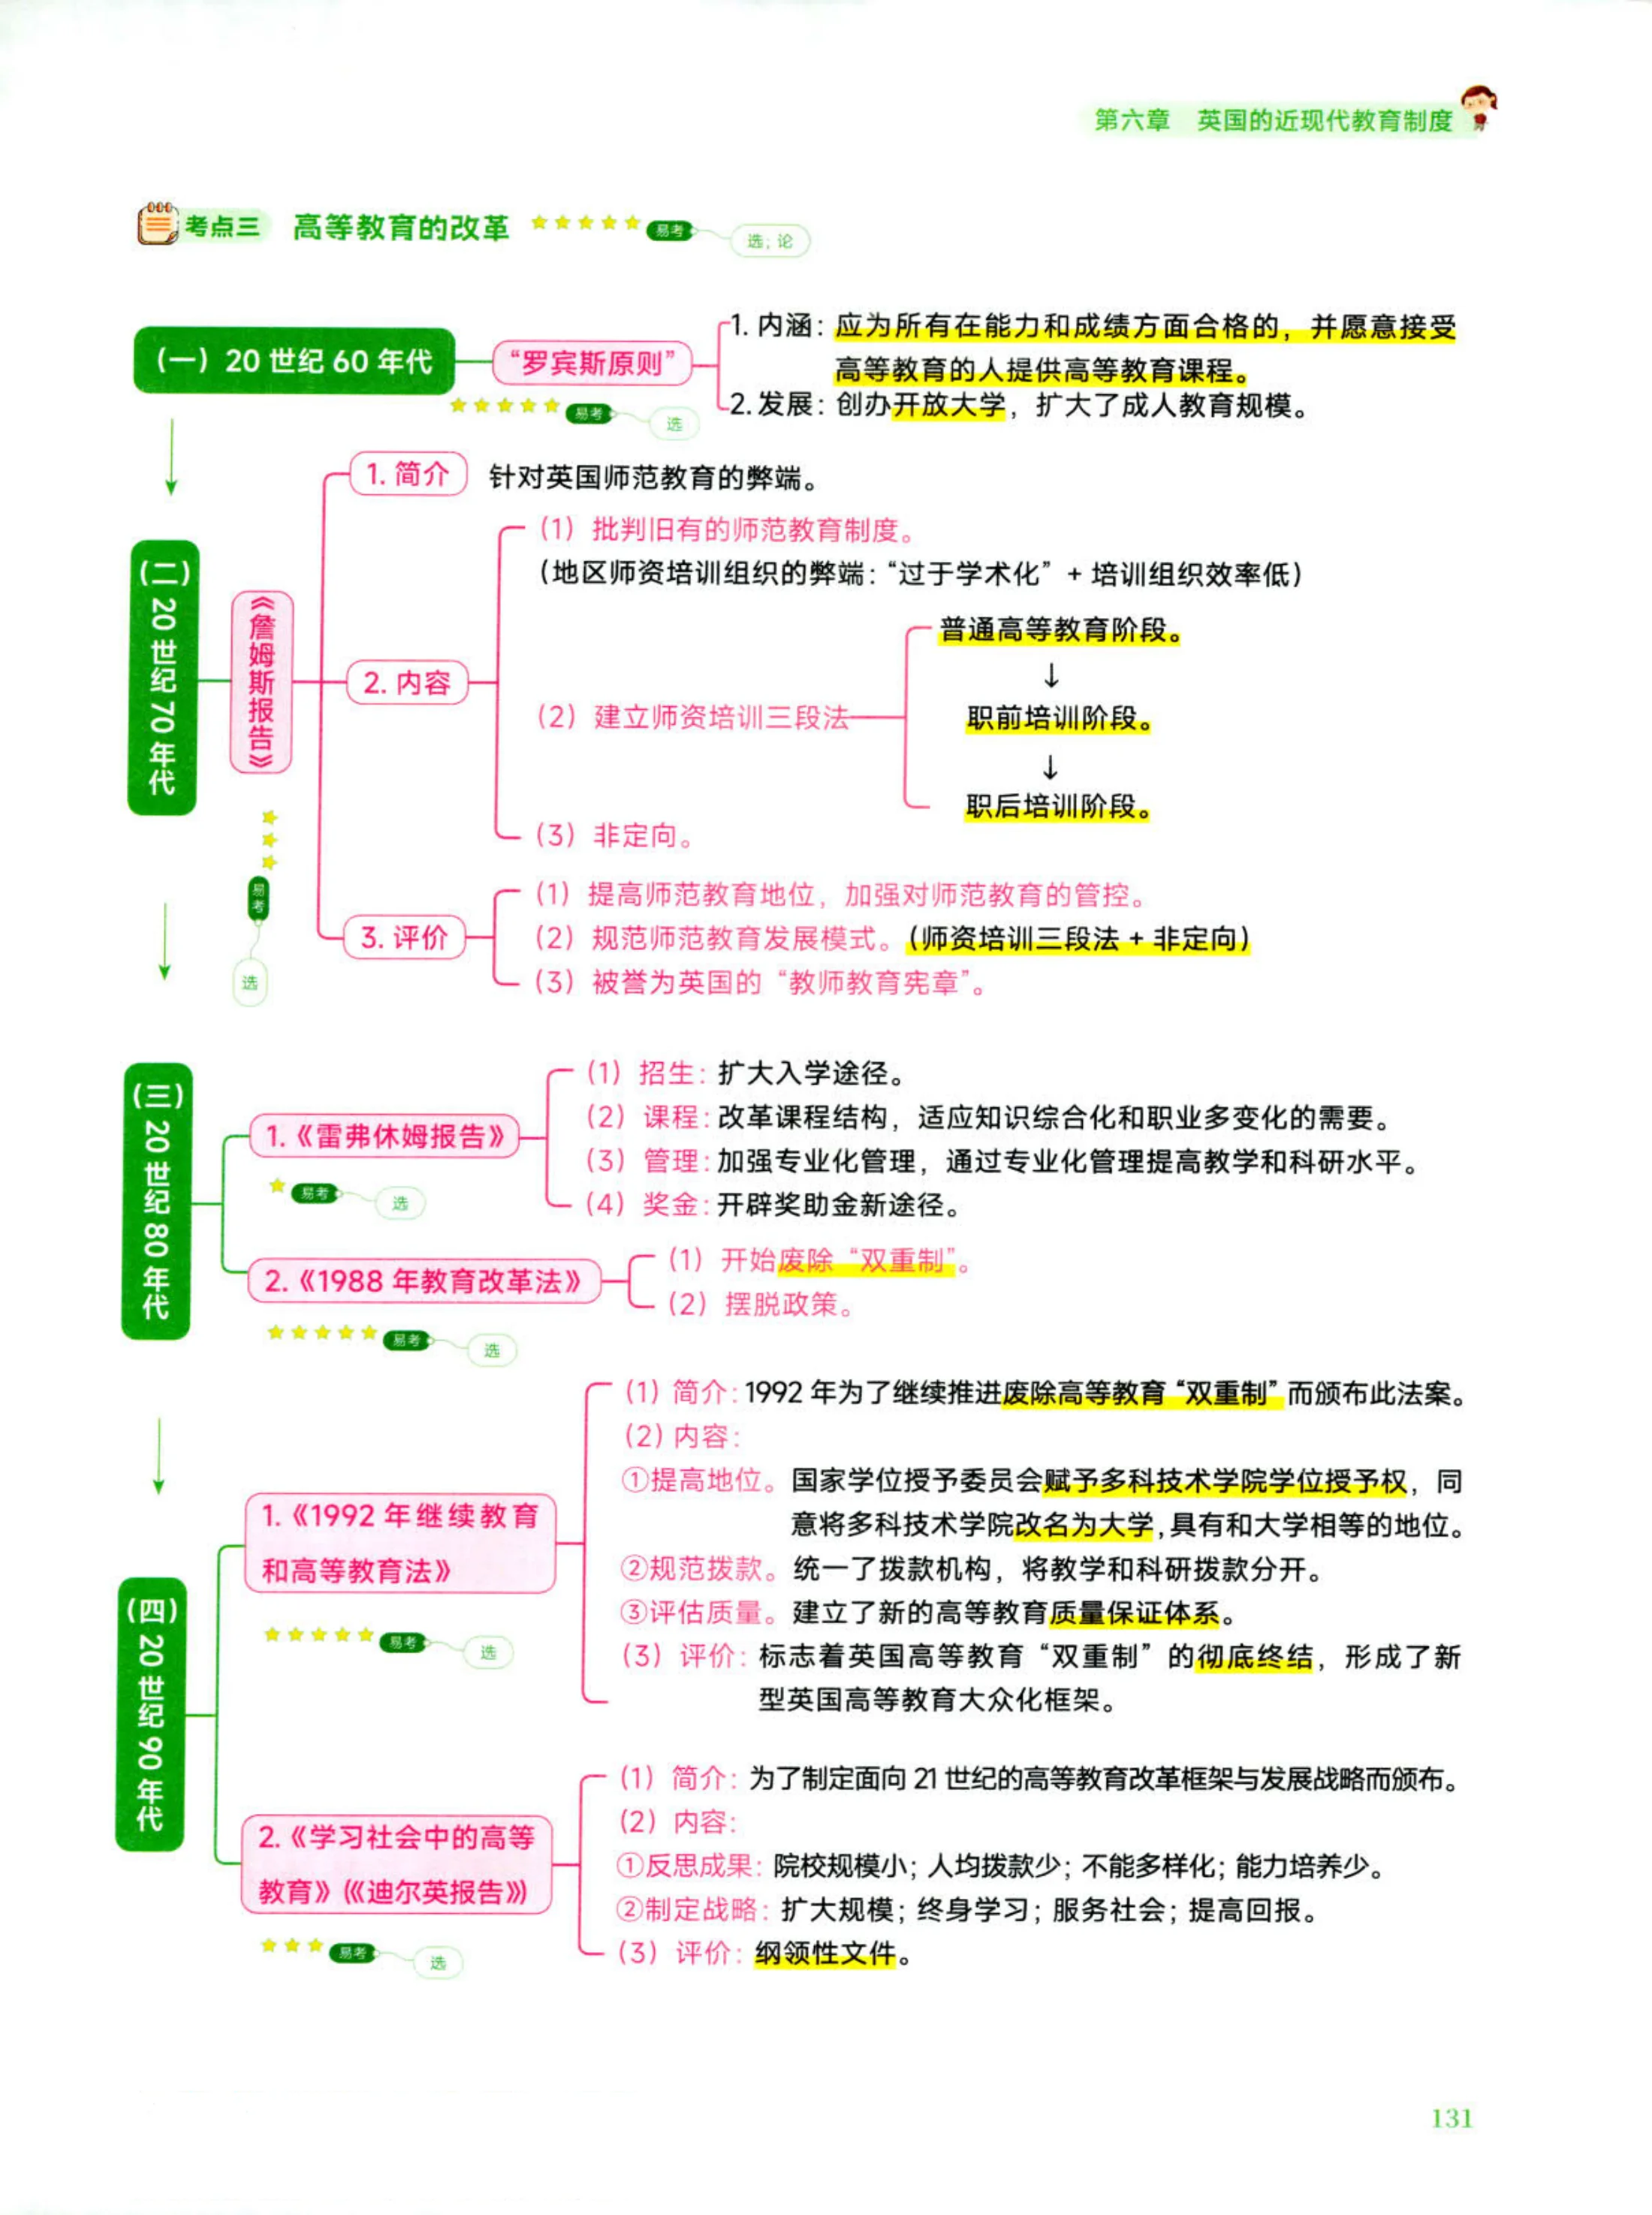 第六章 英国的近现代教育制度
考点三 高等教育的改革 易考 选;论
(一)20世纪60年代
“罗宾斯原则”
易考 选
1.内涵:应为所有在能力和成绩方面合格的,并愿意接受
高等教育的人提供高等教育课程。
2.发展:创办开放大学,扩大了成人教育规模。
(二)20世纪70年代
《詹姆斯报告》
易考
选
1.简介 针对英国师范教育的弊端。
2.内容
(1)批判旧有的师范教育制度。
(地区师资培训组织的弊端:“过于学术化”+培训组织效率低)
(2)建立师资培训三段法
普通高等教育阶段。
↓
职前培训阶段。
↓
职后培训阶段。
(3)非定向。
3.评价
(1)提高师范教育地位,加强对师范教育的管控。
(2)规范师范教育发展模式。(师资培训三段法+非定向)
(3)被誉为英国的“教师教育宪章”。
(三)20世纪80年代
1.《雷弗休姆报告》
易考 选
(1)招生:扩大入学途径。
(2)课程:改革课程结构,适应知识综合化和职业多变化的需要。
(3)管理:加强专业化管理,通过专业化管理提高教学和科研水平。
(4)奖金:开辟奖助金新途径。
2.《1988年教育改革法》
易考 选
(1)开始废除“双重制”。
(2)摆脱政策。
(四)20世纪90年代
1.《1992年继续教育
和高等教育法》
易考 选
(1)简介:1992年为了继续推进废除高等教育“双重制”而颁布此法案。
(2)内容:
①提高地位。国家学位授予委员会赋予多科技术学院学位授予权,同
意将多科技术学院改名为大学,具有和大学相等的地位。
②规范拨款。统一了拨款机构,将教学和科研拨款分开。
③评估质量。建立了新的高等教育质量保证体系。
(3)评价:标志着英国高等教育“双重制”的彻底终结,形成了新
型英国高等教育大众化框架。
2.《学习社会中的高等
教育》(《迪尔英报告》)
易考 选
(1)简介:为了制定面向21世纪的高等教育改革框架与发展战略而颁布。
(2)内容:
①反思成果:院校规模小;人均拨款少;不能多样化;能力培养少。
②制定战略:扩大规模;终身学习;服务社会;提高回报。
(3)评价:纲领性文件。
131